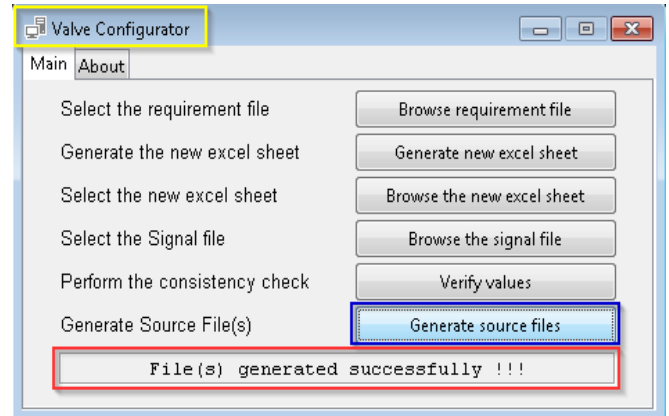 Valve Configurator
Main About
Select the requirement file Browse requirement file
Generate the new excel sheet Generate new excel sheet
Select the new excel sheet Browse the new excel sheet
Select the Signal file Browse the signal file
Perform the consistency check Verify values
Generate Source File(s) Generate source files
File(s) generated successfully !!!